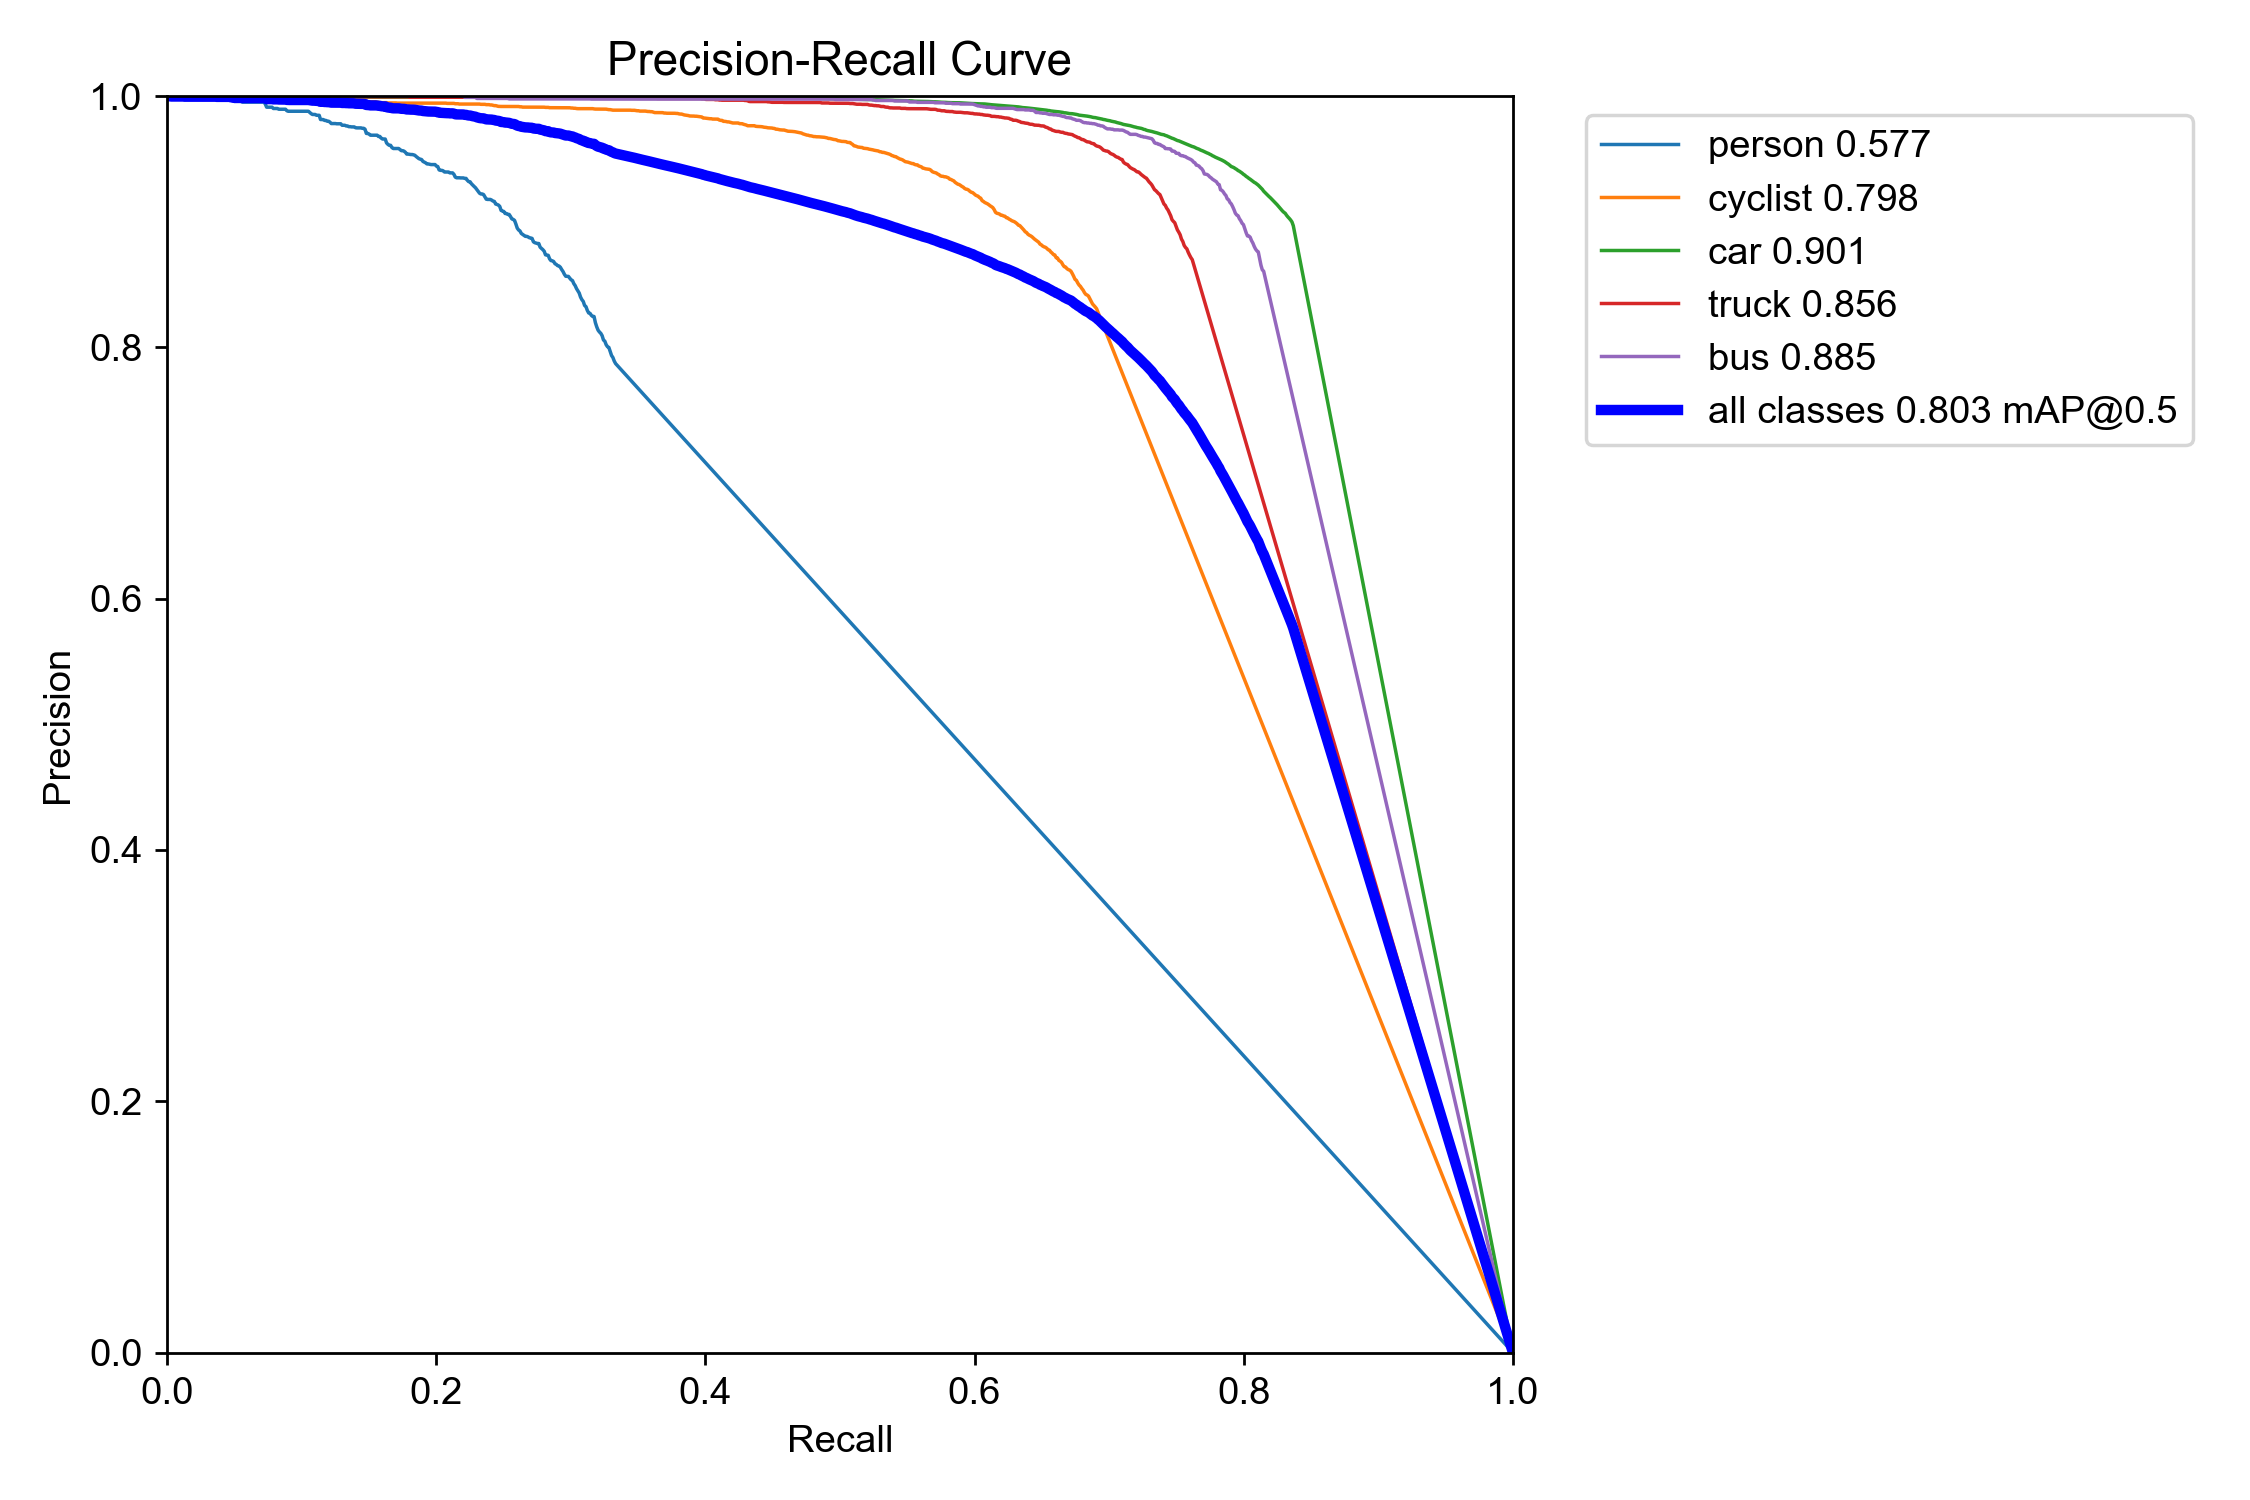 Precision-Recall Curve
1.0
0.8
0.6
0.4
0.2
0.0
Precision
0.0 0.2 0.4 0.6 0.8 1.0
Recall
person 0.577
cyclist 0.798
car 0.901
truck 0.856
bus 0.885
all classes 0.803 mAP@0.5